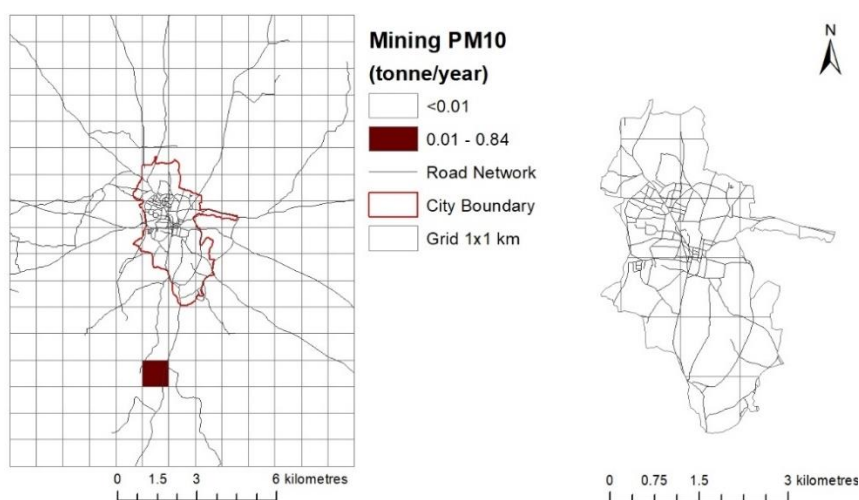 Mining PM10
(tonne/year)
<0.01
0.01 - 0.84
Road Network
City Boundary
Grid 1x1 km
N
0 1.5 3 6 kilometres
0 0.75 1.5 3 kilometres